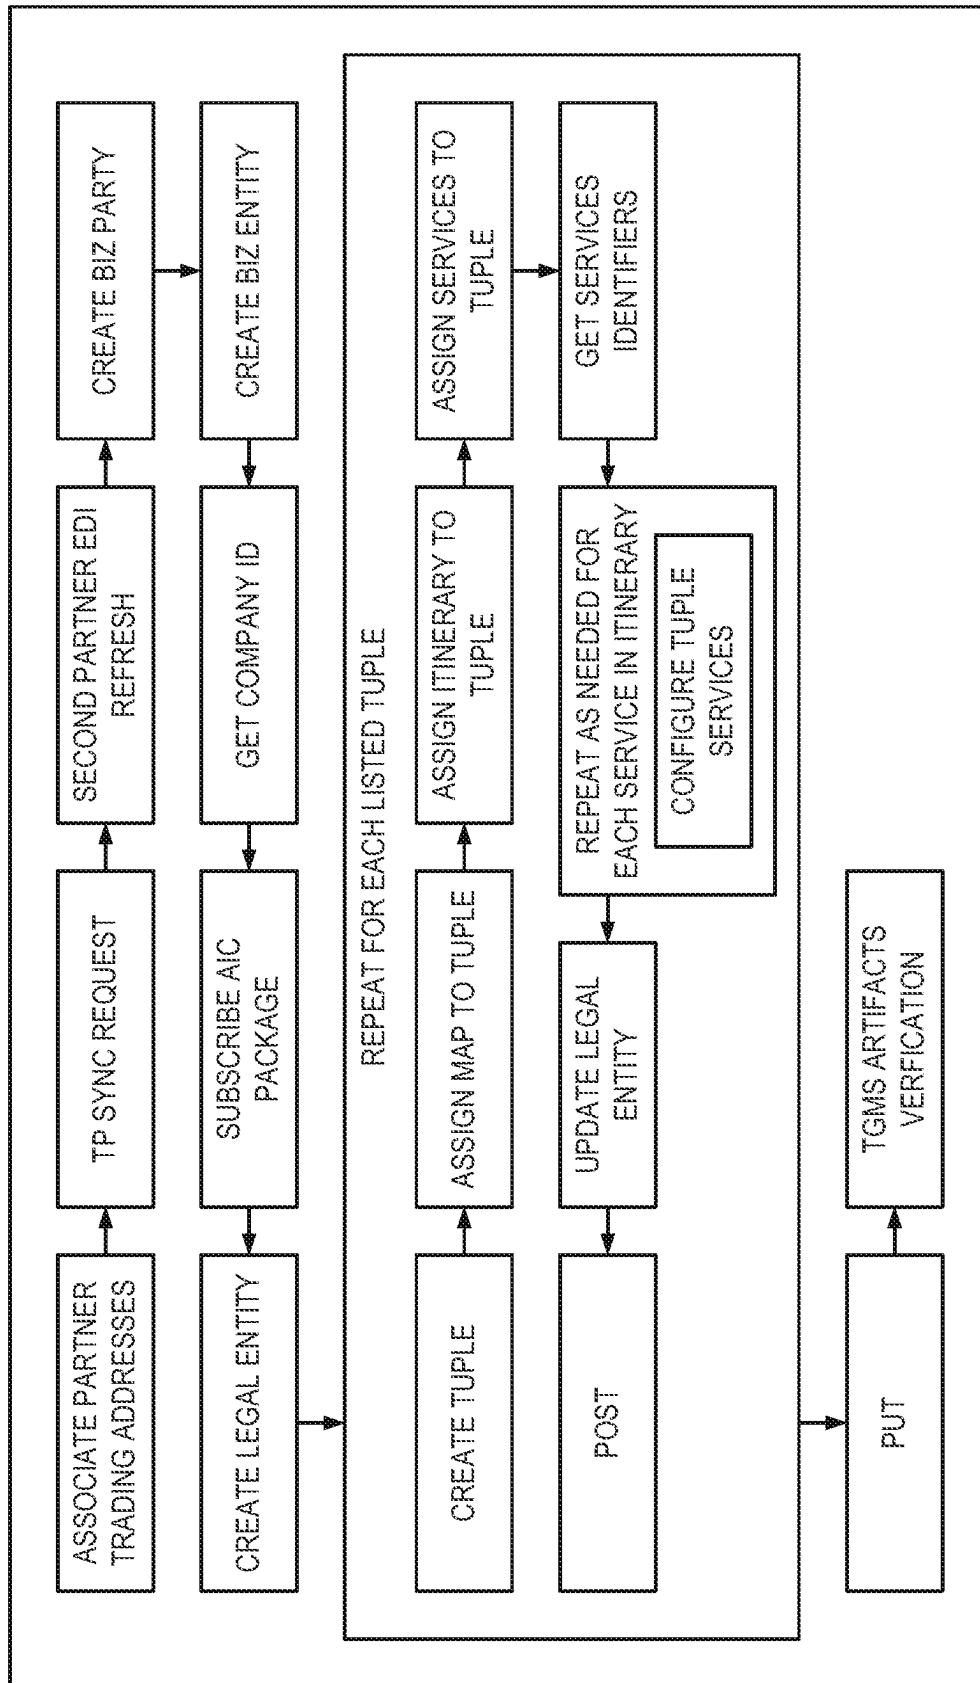 ASSOCIATE PARTNER
TRADING ADDRESSES
TP SYNC REQUEST
SECOND PARTNER EDI
REFRESH
CREATE BIZ PARTY
CREATE BIZ ENTITY
GET COMPANY ID
SUBSCRIBE AIC
PACKAGE
CREATE LEGAL ENTITY
REPEAT FOR EACH LISTED TUPLE
CREATE TUPLE
ASSIGN MAP TO TUPLE
ASSIGN ITINERARY TO
TUPLE
ASSIGN SERVICES TO
TUPLE
GET SERVICES
IDENTIFIERS
REPEAT AS NEEDED FOR
EACH SERVICE IN ITINERARY
CONFIGURE TUPLE
SERVICES
UPDATE LEGAL
ENTITY
POST
PUT
TGMS ARTIFACTS
VERFICATION